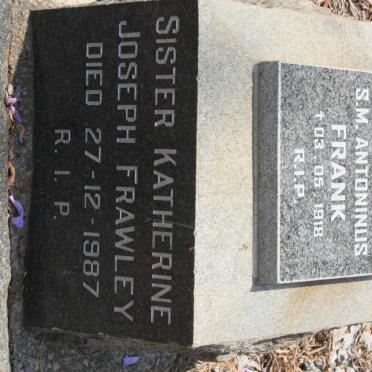 SISTER KATHERINE
JOSEPH FRAWLEY
DIED 27-12-1987
R. I. P.
S.M. ANTONINUS
FRANK
† 03·05·1918
R.I.P.